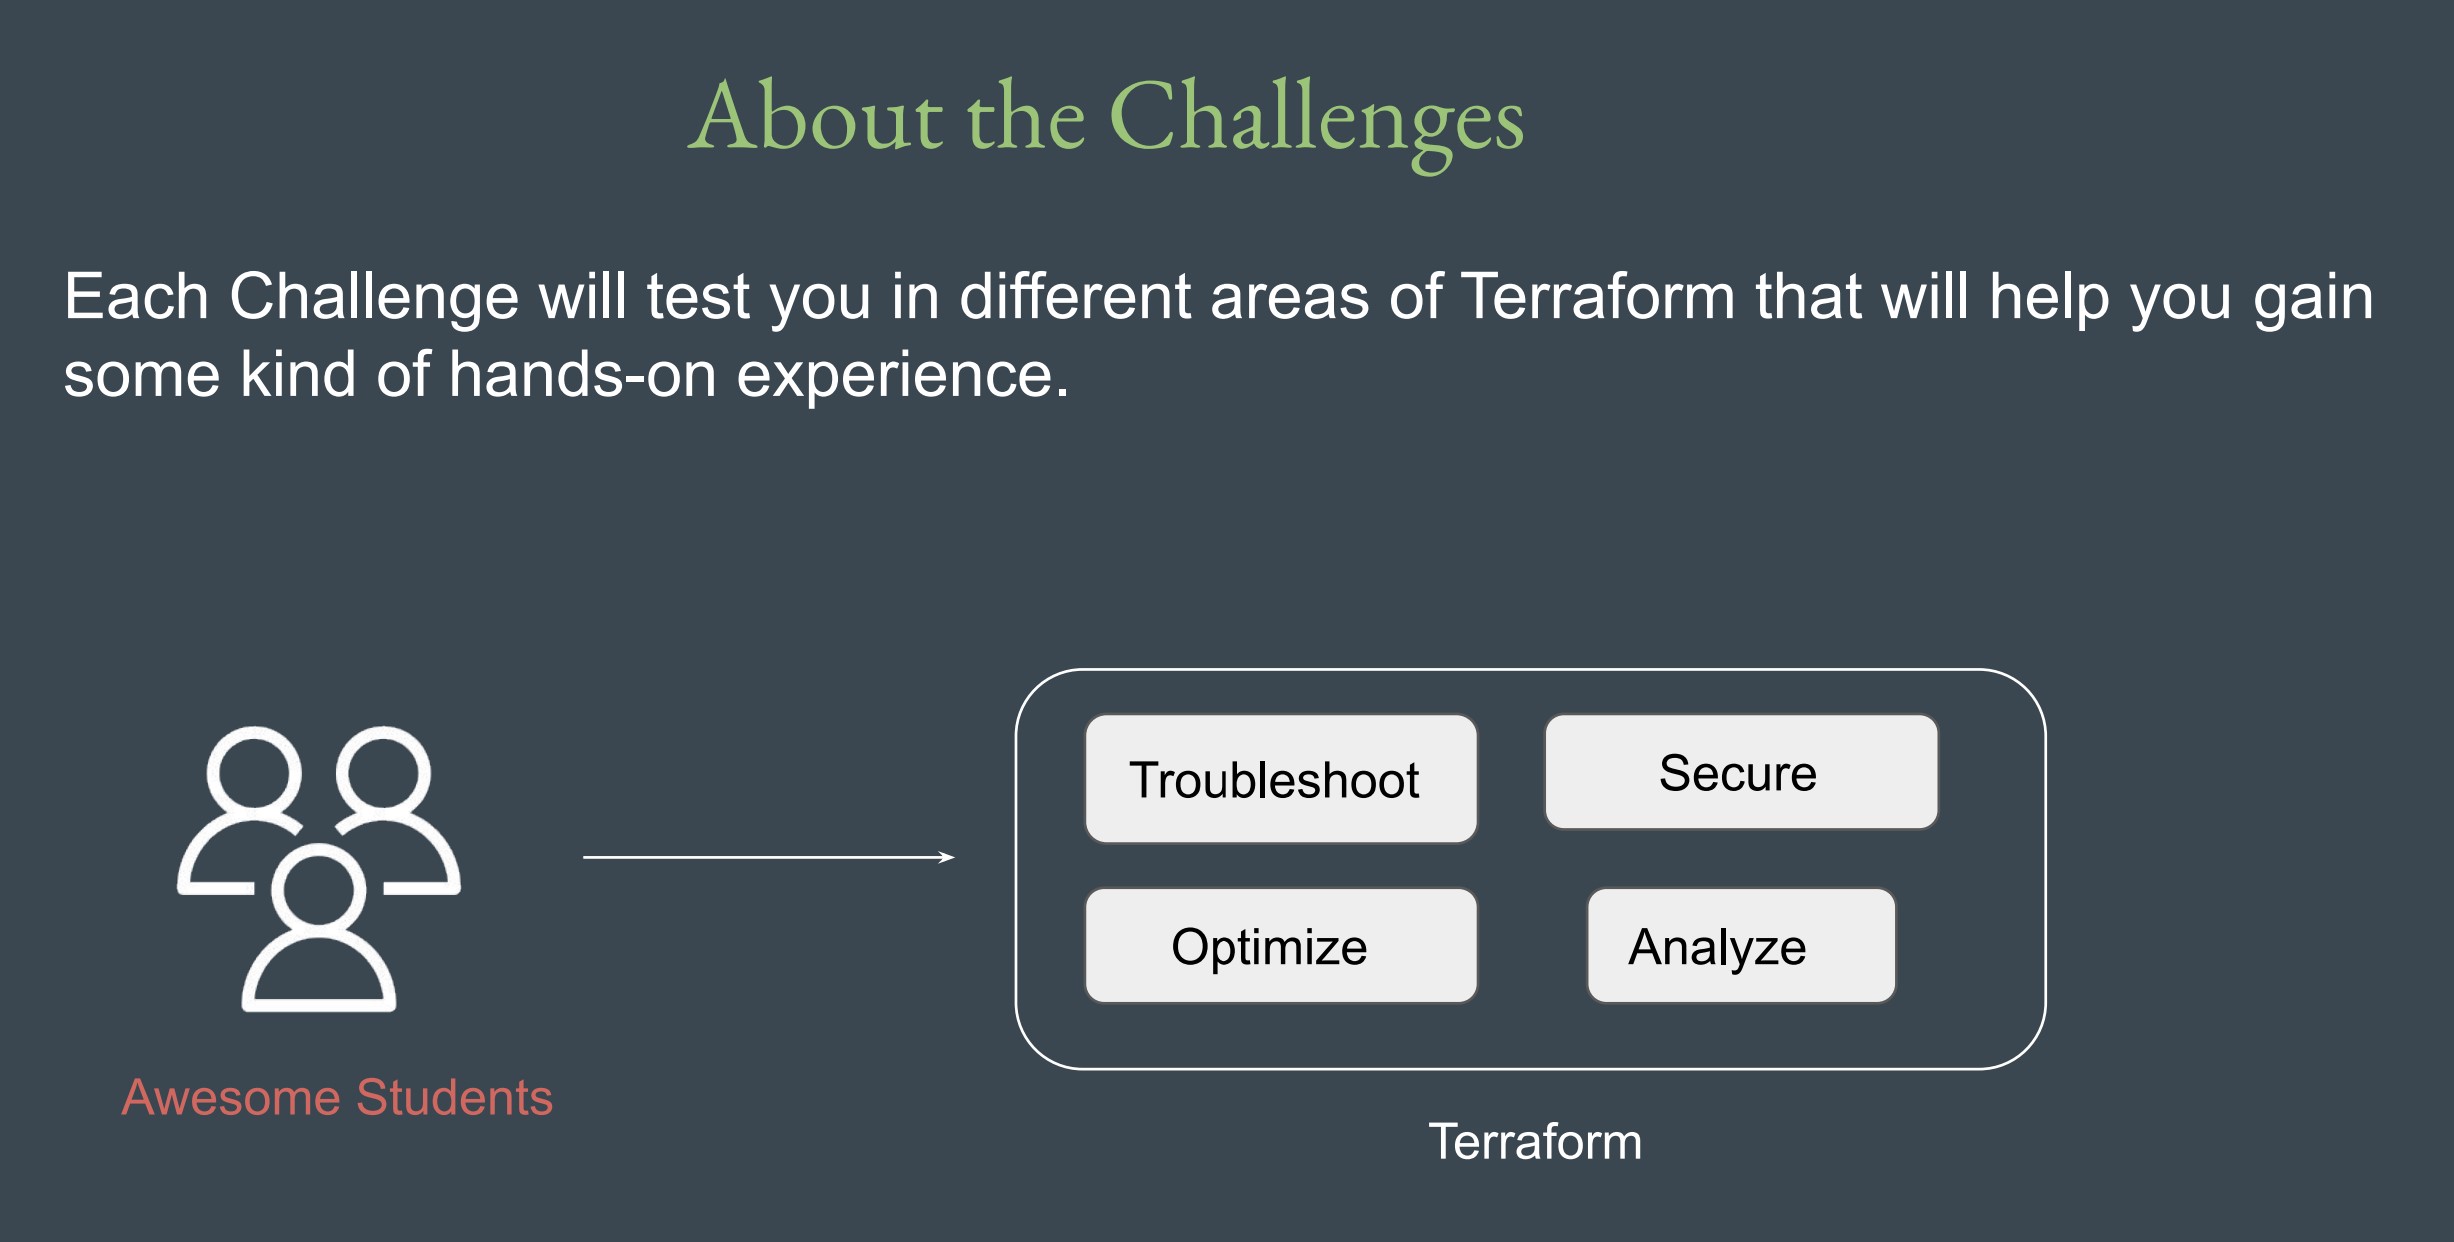 About the Challenges
Each Challenge will test you in different areas of Terraform that will help you gain
some kind of hands-on experience.
Troubleshoot
Secure
Optimize
Analyze
Awesome Students
Terraform